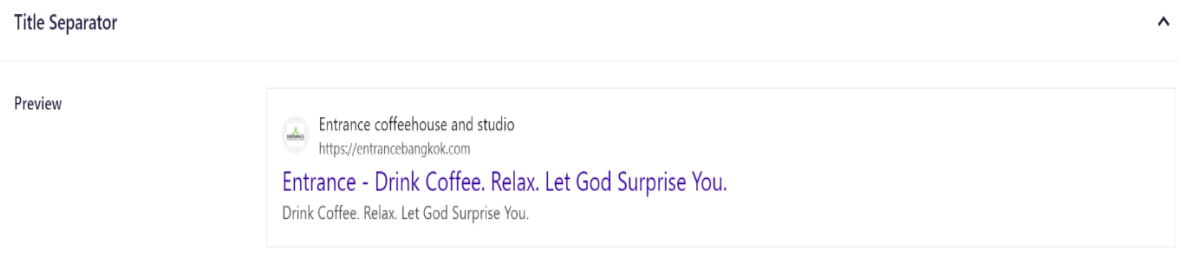 Title Separator
Preview
Entrance coffeehouse and studio
https://entrancebangkok.com
Entrance - Drink Coffee. Relax. Let God Surprise You.
Drink Coffee. Relax. Let God Surprise You.